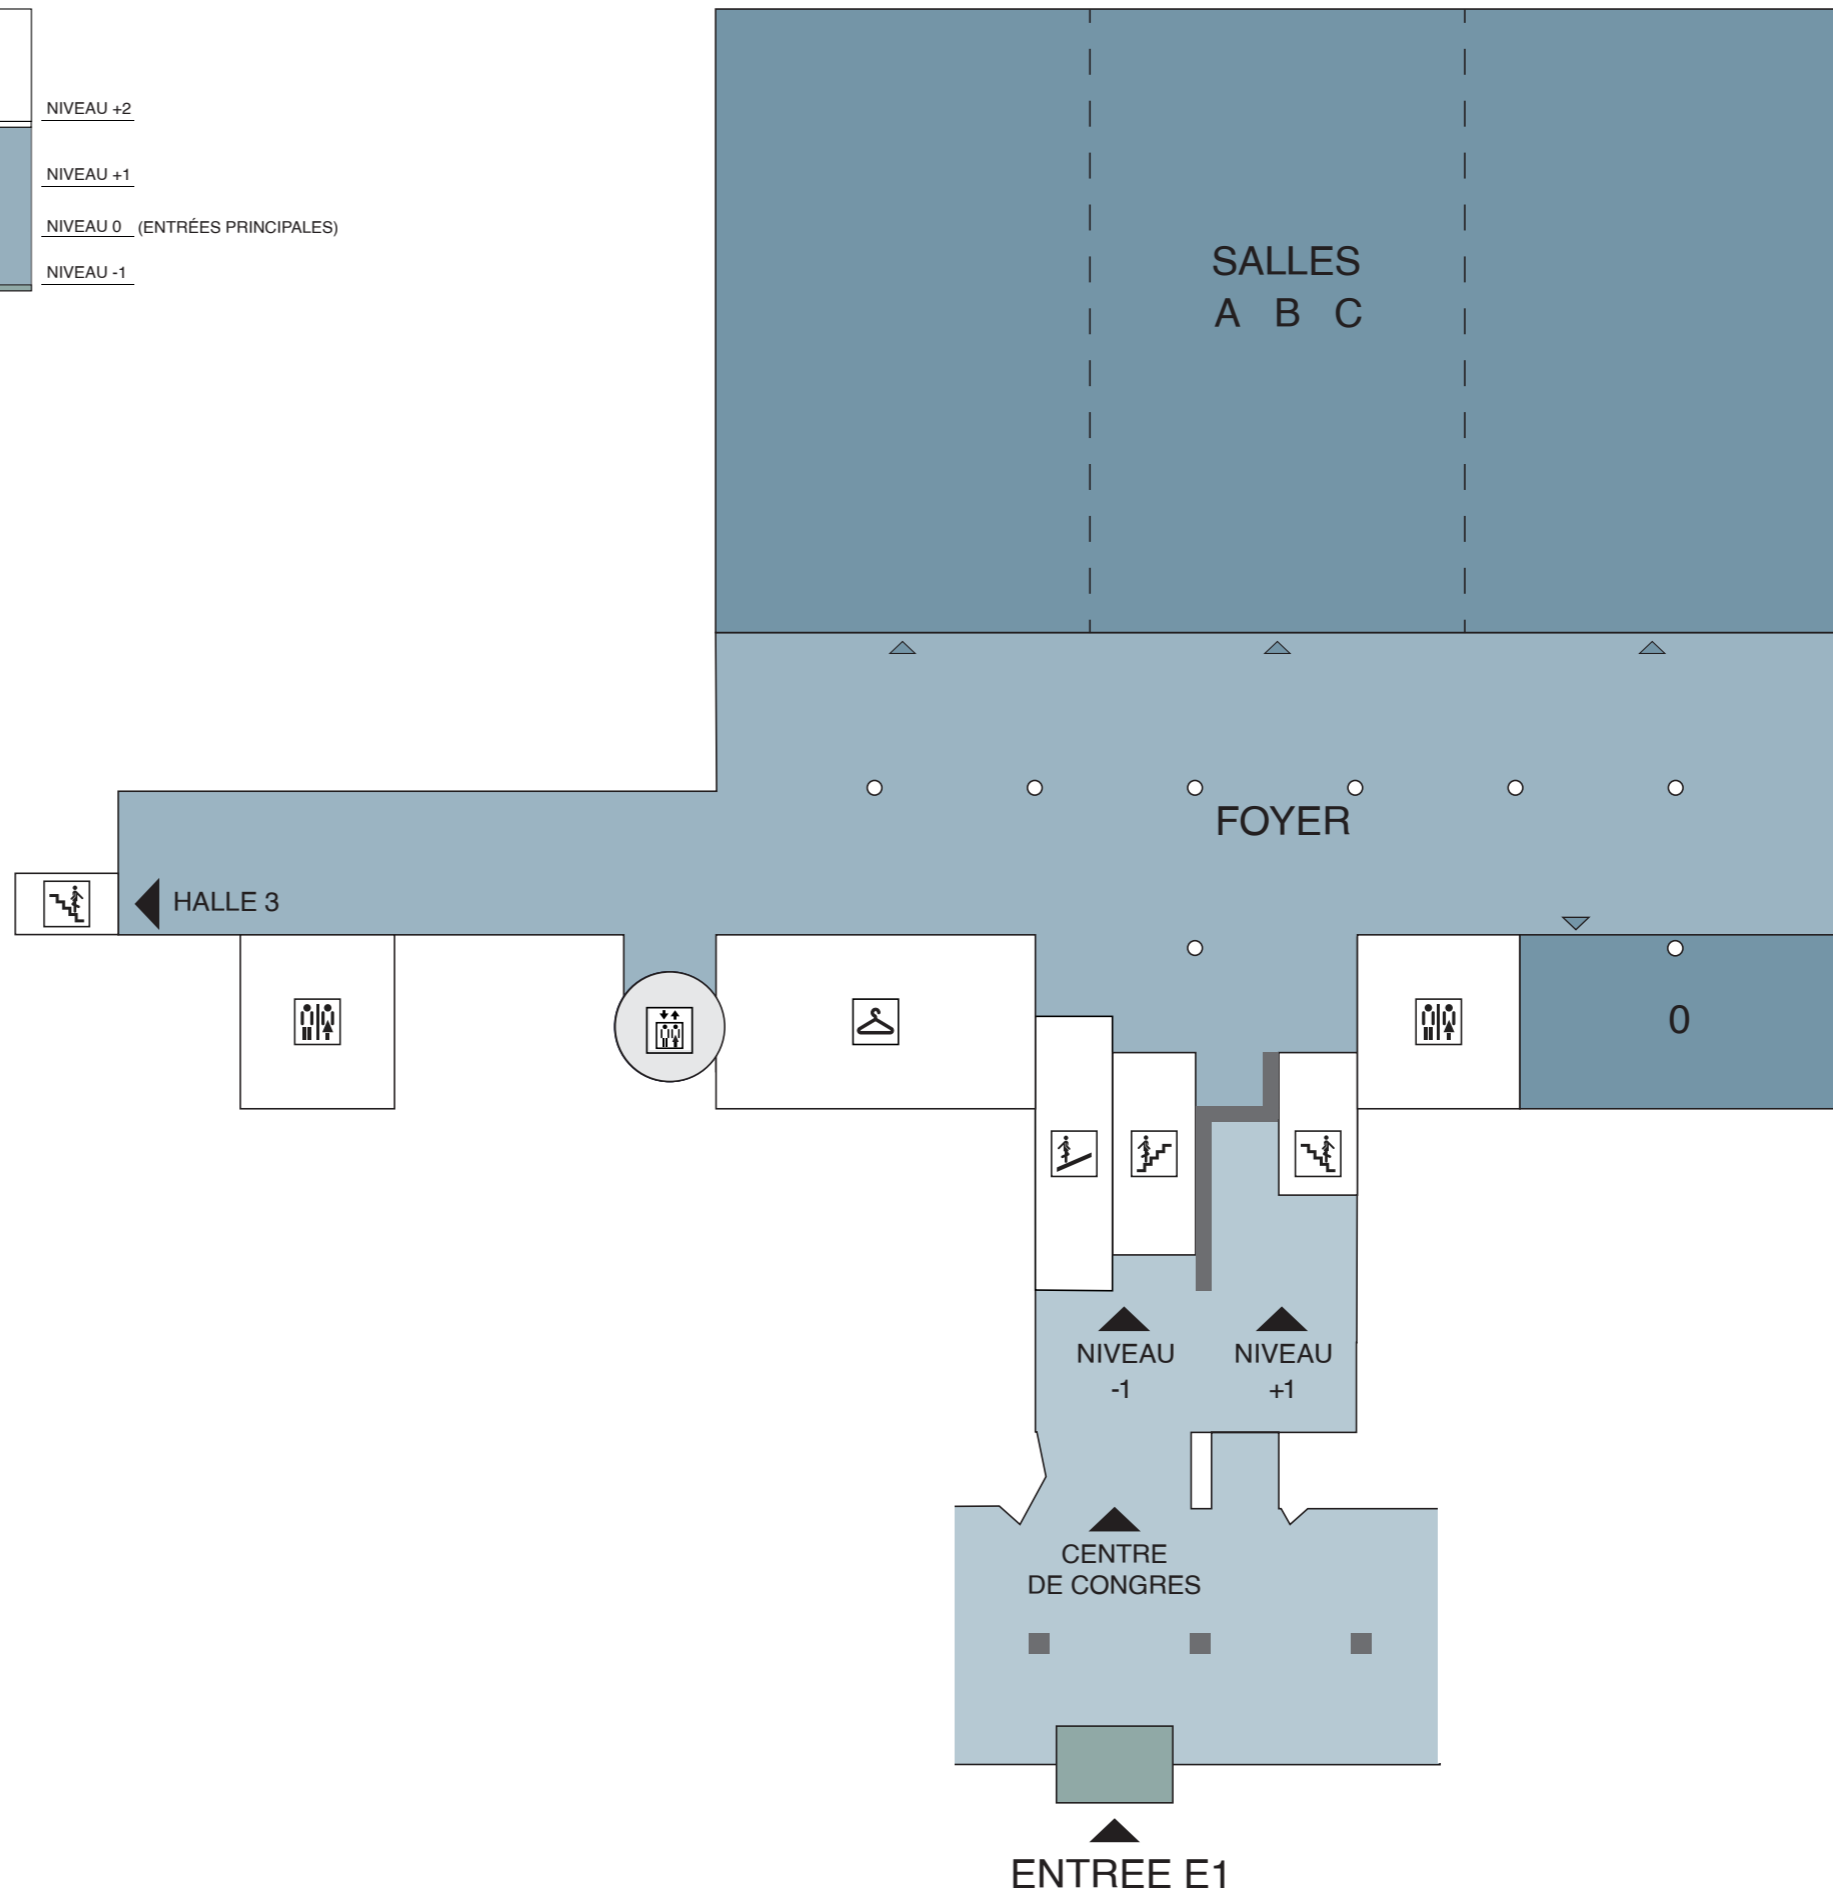 NIVEAU +2
NIVEAU +1
NIVEAU 0 (ENTRÉES PRINCIPALES)
NIVEAU -1
SALLES
A B C
FOYER
HALLE 3
0
NIVEAU
-1
NIVEAU
+1
CENTRE
DE CONGRES
ENTREE E1